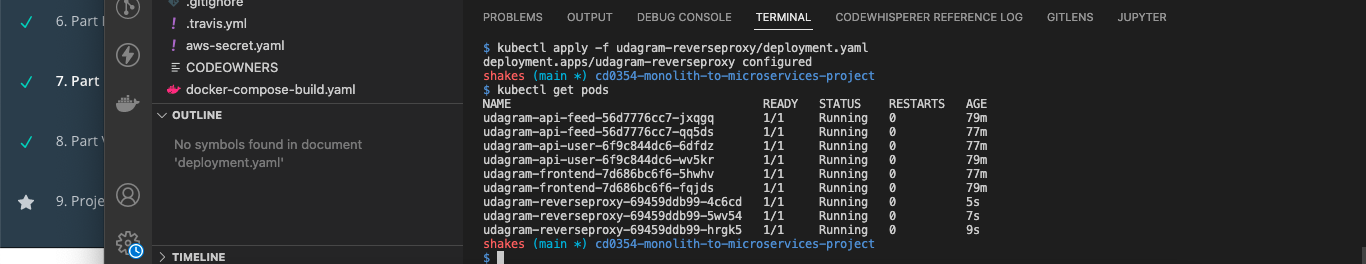 6. Part
7. Part
8. Part
9. Proje
.gitignore
.travis.yml
aws-secret.yaml
CODEOWNERS
docker-compose-build.yaml
OUTLINE
No symbols found in document
'deployment.yaml'
TIMELINE
PROBLEMS OUTPUT DEBUG CONSOLE TERMINAL CODEWHISPERER REFERENCE LOG GITLENS JUPYTER
$ kubectl apply -f udagram-reverseproxy/deployment.yaml
deployment.apps/udagram-reverseproxy configured
shakes (main *) cd0354-monolith-to-microservices-project
$ kubectl get pods
NAME READY STATUS RESTARTS AGE
udagram-api-feed-56d7776cc7-jxqgq 1/1 Running 0 79m
udagram-api-feed-56d7776cc7-qq5ds 1/1 Running 0 77m
udagram-api-user-6f9c844dc6-6dfdz 1/1 Running 0 77m
udagram-api-user-6f9c844dc6-wv5kr 1/1 Running 0 79m
udagram-frontend-7d686bc6f6-5hwhv 1/1 Running 0 77m
udagram-frontend-7d686bc6f6-fqjds 1/1 Running 0 79m
udagram-reverseproxy-69459ddb99-4c6cd 1/1 Running 0 5s
udagram-reverseproxy-69459ddb99-5wv54 1/1 Running 0 7s
udagram-reverseproxy-69459ddb99-hrgk5 1/1 Running 0 9s
shakes (main *) cd0354-monolith-to-microservices-project
$